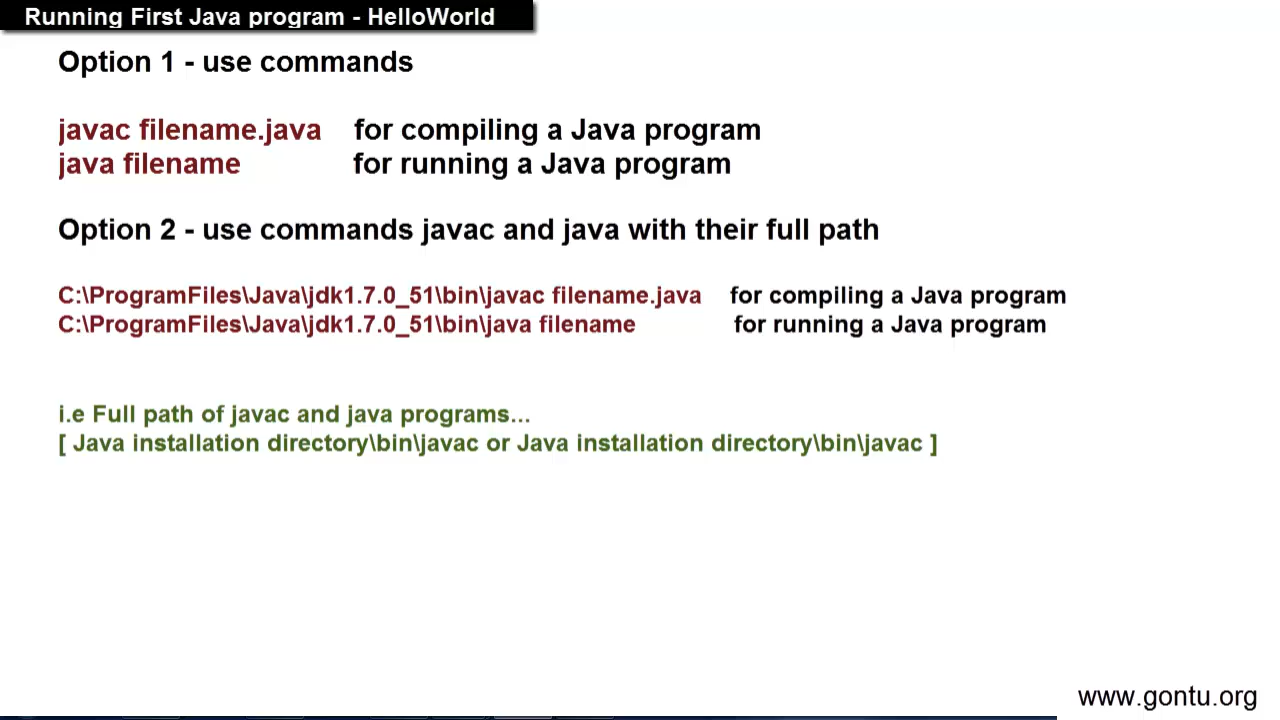 Running First Java program - HelloWorld
Option 1 - use commands
javac filename.java for compiling a Java program
java filename for running a Java program
Option 2 - use commands javac and java with their full path
C:\ProgramFiles\Java\jdk1.7.0_51\bin\javac filename.java for compiling a Java program
C:\ProgramFiles\Java\jdk1.7.0_51\bin\java filename for running a Java program
i.e Full path of javac and java programs...
[ Java installation directory\bin\javac or Java installation directory\bin\javac ]
www.gontu.org